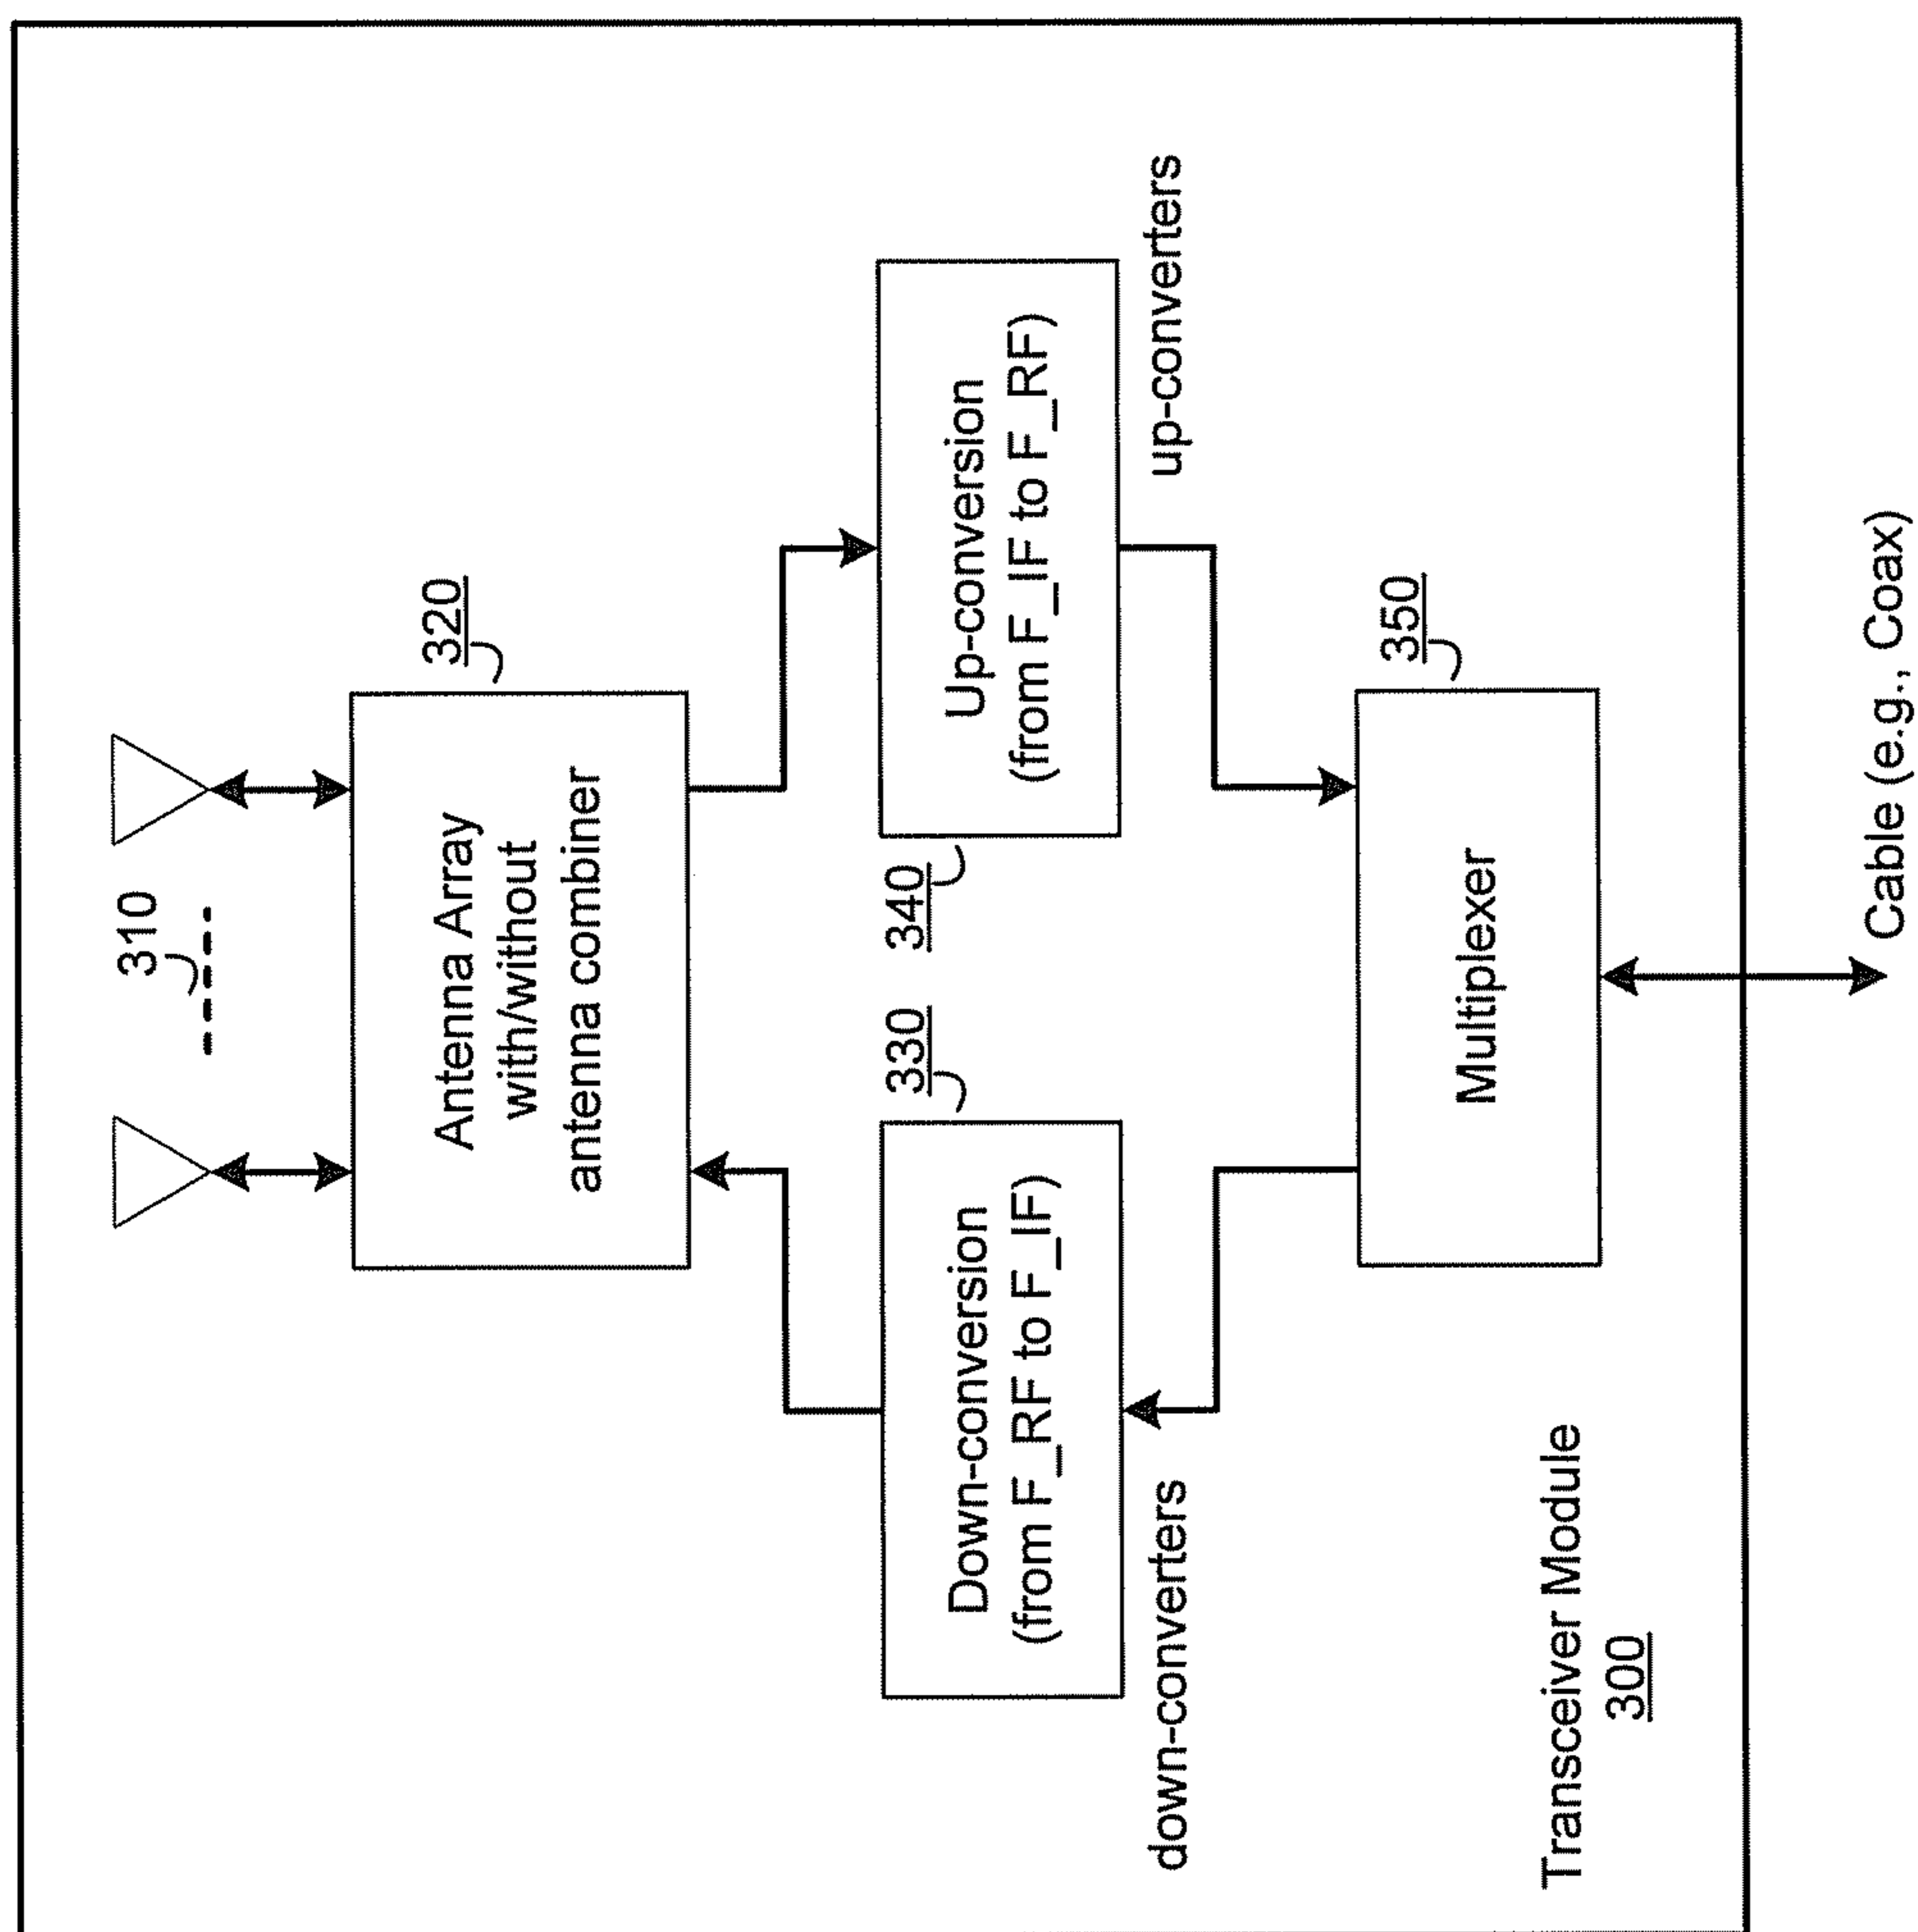 310
320
Antenna Array
with/without
antenna combiner
330
340
Down-conversion
(from F_RF to F_IF)
Up-conversion
(from F_IF to F_RF)
down-converters
up-converters
350
Multiplexer
Transceiver Module
300
Cable (e.g., Coax)